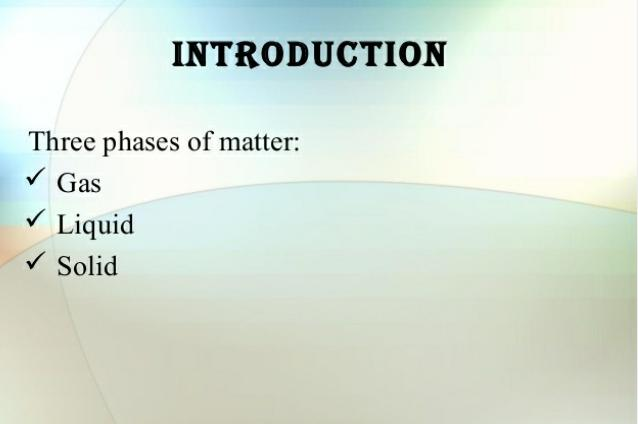 INTRODUCTION
Three phases of matter:
✓ Gas
✓ Liquid
✓ Solid